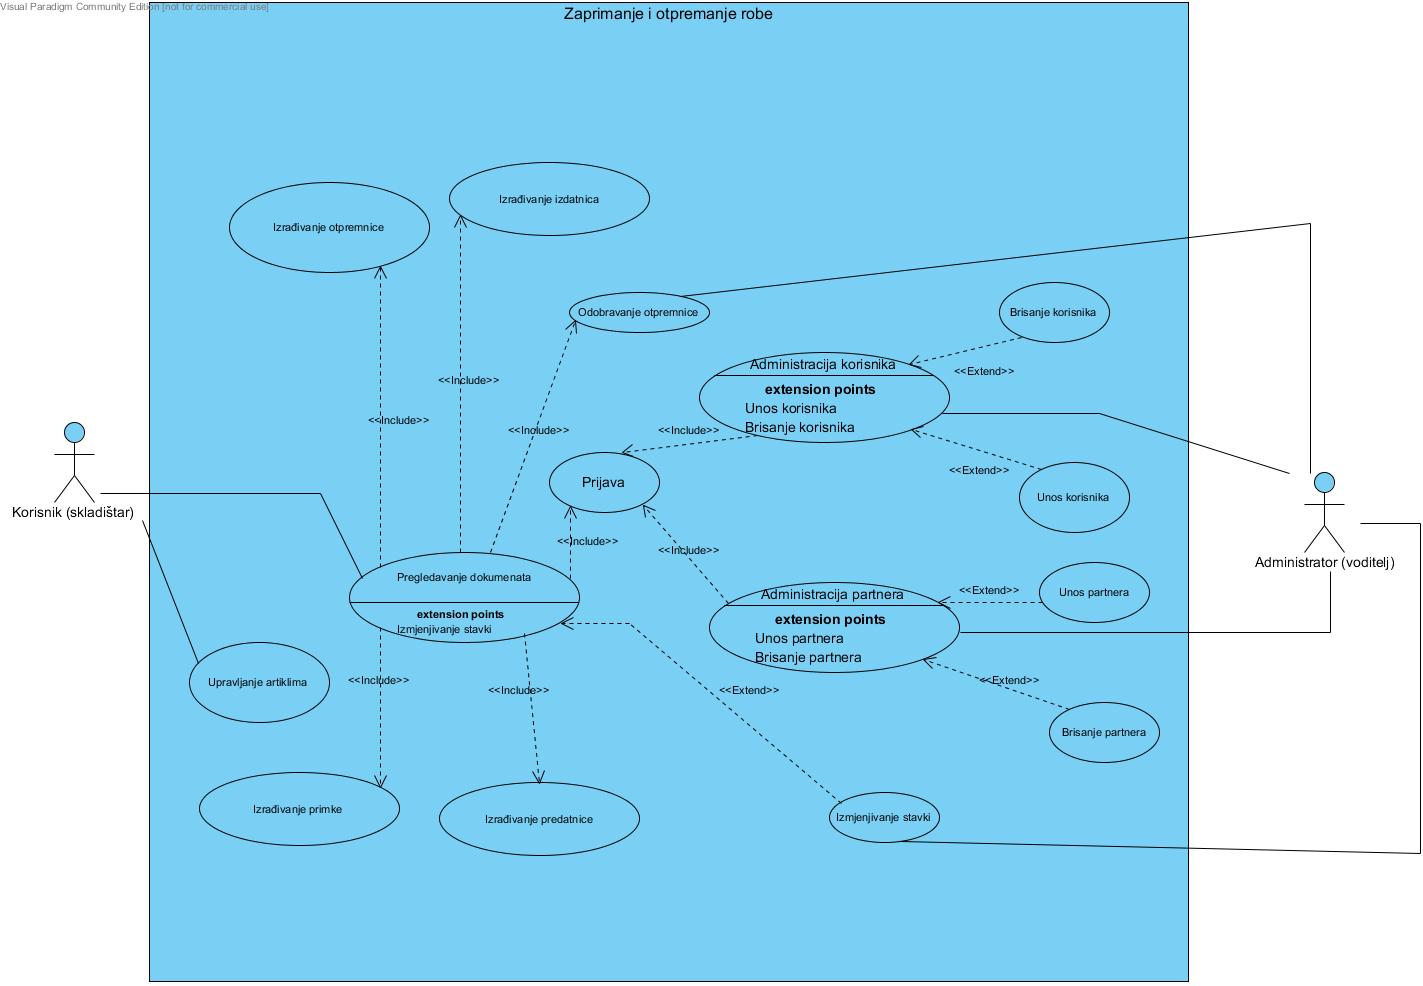 Visual Paradigm Community Edition [not for commercial use]
Zaprimanje i otpremanje robe
Izrađivanje izdatnica
Izrađivanje otpremnice
Odobravanje otpremnice
Brisanje korisnika
Administracija korisnika
<<Extend>>
<<Include>>
extension points
Unos korisnika
<<Include>>
Brisanje korisnika
<<Include>>
<<Include>>
<<Extend>>
Prijava
Unos korisnika
Korisnik (skladištar)
<<Include>>
<<Include>>
Administrator (voditelj)
Pregledavanje dokumenata
extension points
Izmjenjivanje stavki
Administracija partnera
extension points
Unos partnera
Brisanje partnera
<<Extend>>
Unos partnera
Upravljanje artiklima
<<Include>>
<<Include>>
<<Extend>>
<<Extend>>
Brisanje partnera
Izrađivanje primke
Izrađivanje predatnice
Izmjenjivanje stavki